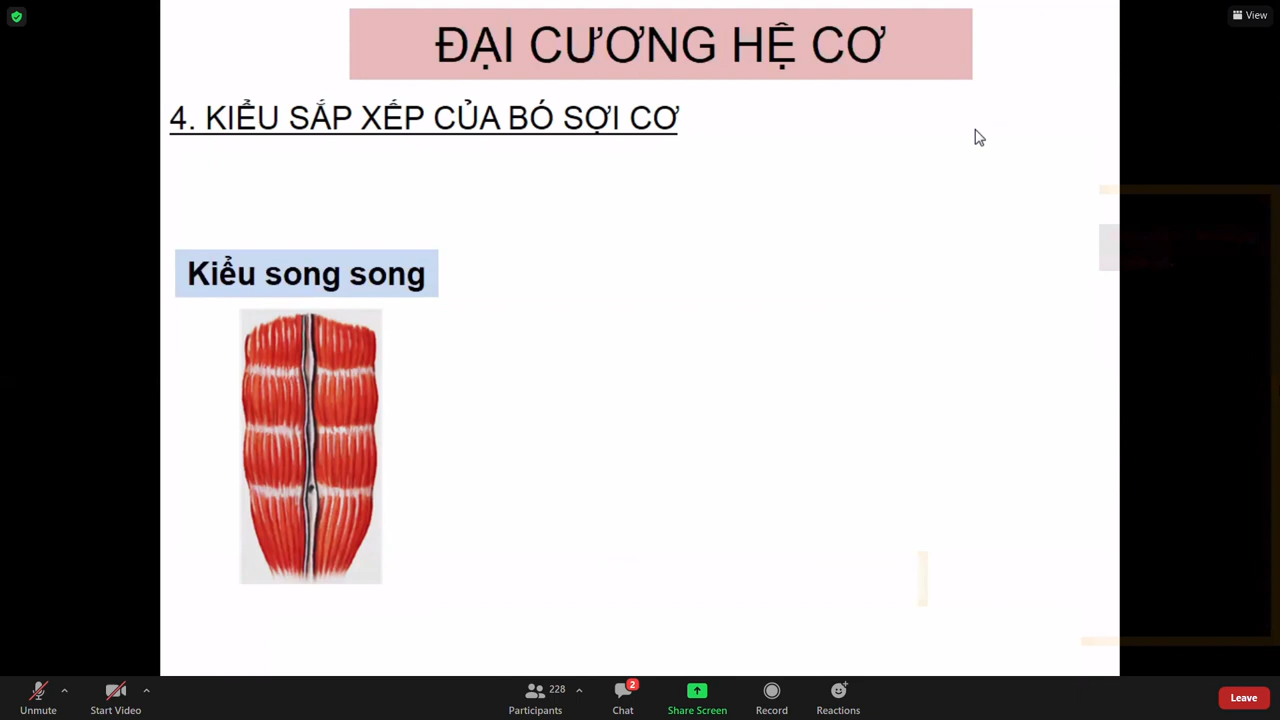 View
ĐẠI CƯƠNG HỆ CƠ
4. KIỂU SẮP XẾP CỦA BÓ SỢI CƠ
Kiểu song song
Unmute
Start Video
228
Participants
2
Chat
Share Screen
Record
Reactions
Leave